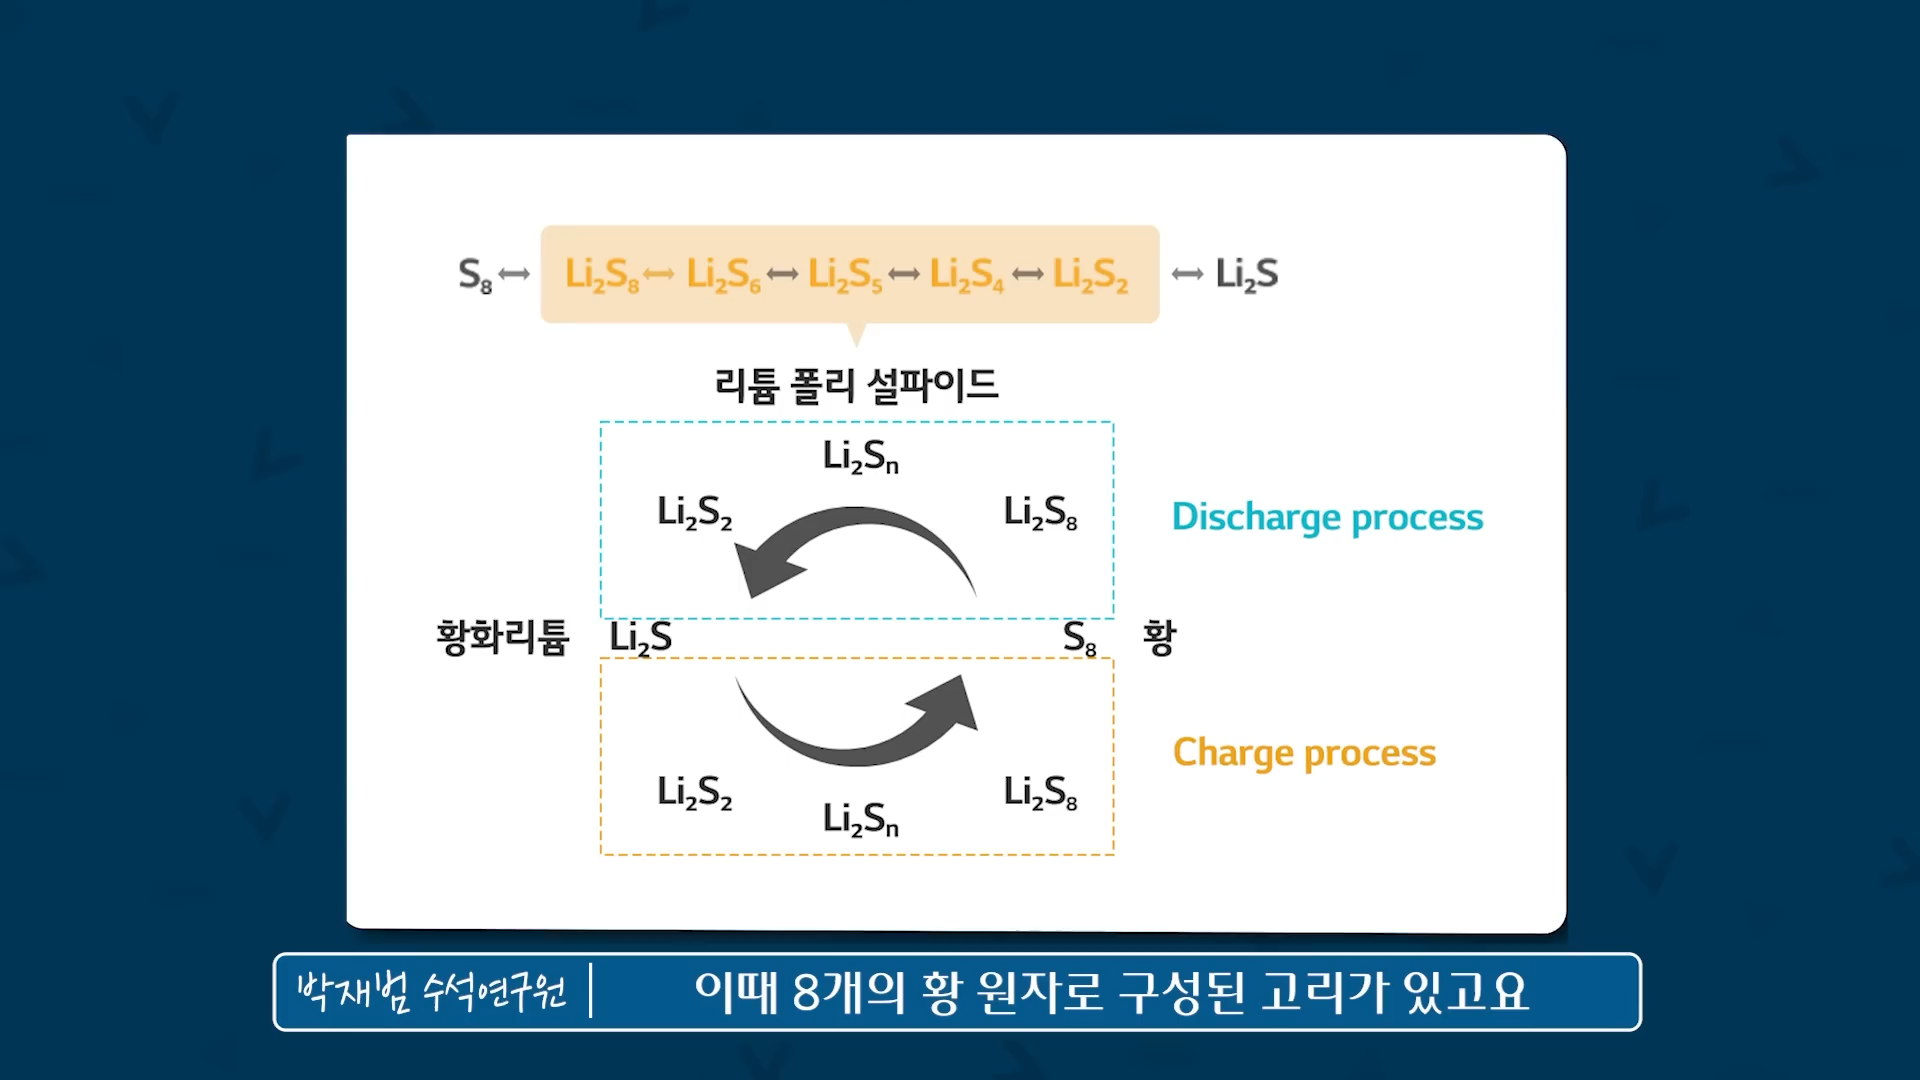 S₈ ↔ Li₂S₈ ↔ Li₂S₆ ↔ Li₂S₅ ↔ Li₂S₄ ↔ Li₂S₂ ↔ Li₂S
리튬 폴리 설파이드
Li₂Sₙ
Li₂S₂ Li₂S₈
Discharge process
황화리튬 Li₂S S₈ 황
Charge process
Li₂S₂ Li₂S₈
Li₂Sₙ
박재범 수석연구원 이때 8개의 황 원자로 구성된 고리가 있고요